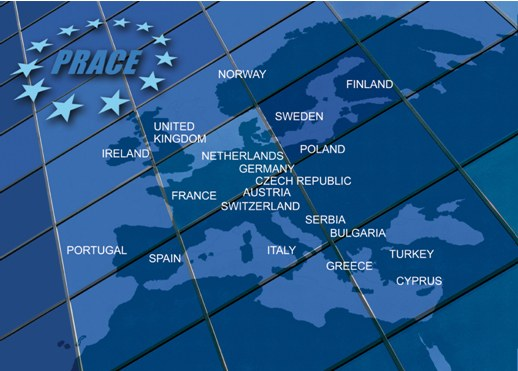 PRACE
NORWAY
FINLAND
SWEDEN
UNITED
KINGDOM
IRELAND
NETHERLANDS
POLAND
GERMANY
CZECH REPUBLIC
FRANCE
AUSTRIA
SWITZERLAND
SERBIA
BULGARIA
PORTUGAL
SPAIN
ITALY
TURKEY
GREECE
CYPRUS